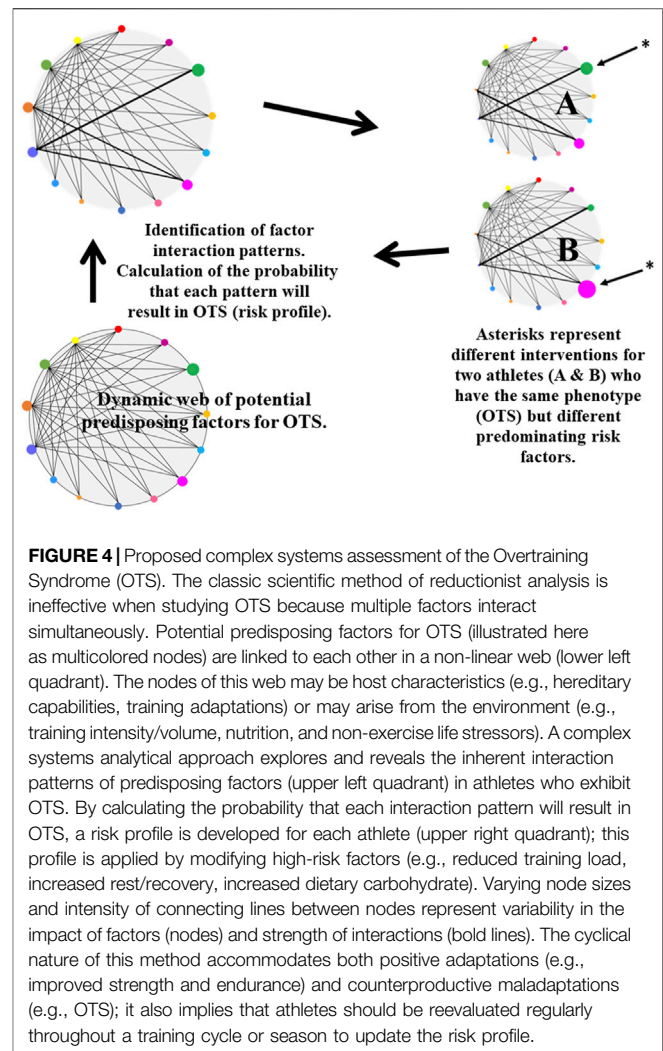 *
A
B
*
Identification of factor
interaction patterns.
Calculation of the probability
that each pattern will
result in OTS (risk profile).
Dynamic web of potential
predisposing factors for OTS.
Asterisks represent
different interventions for
two athletes (A & B) who
have the same phenotype
(OTS) but different
predominating risk
factors.
FIGURE 4 | Proposed complex systems assessment of the Overtraining
Syndrome (OTS). The classic scientific method of reductionist analysis is
ineffective when studying OTS because multiple factors interact
simultaneously. Potential predisposing factors for OTS (illustrated here
as multicolored nodes) are linked to each other in a non-linear web (lower left
quadrant). The nodes of this web may be host characteristics (e.g., hereditary
capabilities, training adaptations) or may arise from the environment (e.g.,
training intensity/volume, nutrition, and non-exercise life stressors). A complex
systems analytical approach explores and reveals the inherent interaction
patterns of predisposing factors (upper left quadrant) in athletes who exhibit
OTS. By calculating the probability that each interaction pattern will result in
OTS, a risk profile is developed for each athlete (upper right quadrant); this
profile is applied by modifying high-risk factors (e.g., reduced training load,
increased rest/recovery, increased dietary carbohydrate). Varying node sizes
and intensity of connecting lines between nodes represent variability in the
impact of factors (nodes) and strength of interactions (bold lines). The cyclical
nature of this method accommodates both positive adaptations (e.g.,
improved strength and endurance) and counterproductive maladaptations
(e.g., OTS); it also implies that athletes should be reevaluated regularly
throughout a training cycle or season to update the risk profile.